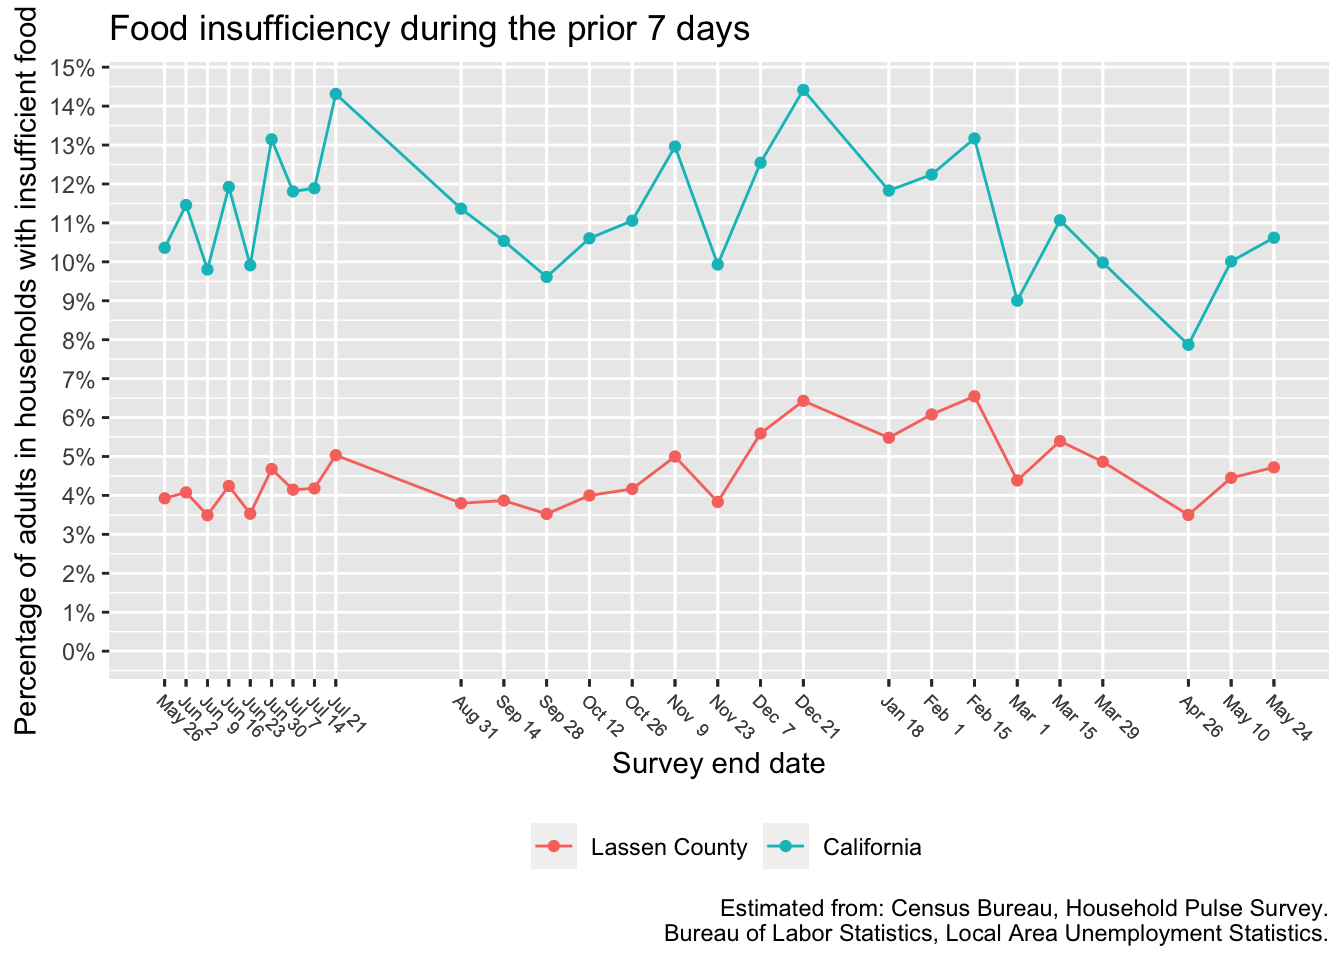 Food insufficiency during the prior 7 days
Percentage of adults in households with insufficient food
15%
14%
13%
12%
11%
10%
9%
8%
7%
6%
5%
4%
3%
2%
1%
0%
May 26
Jun 2
Jun 9
Jun 16
Jun 23
Jun 30
Jul 7
Jul 14
Jul 21
Aug 31
Sep 14
Sep 28
Oct 12
Oct 26
Nov 9
Nov 23
Dec 7
Dec 21
Jan 18
Feb 1
Feb 15
Mar 1
Mar 15
Mar 29
Apr 26
May 10
May 24
Survey end date
Lassen County
California
Estimated from: Census Bureau, Household Pulse Survey.
Bureau of Labor Statistics, Local Area Unemployment Statistics.